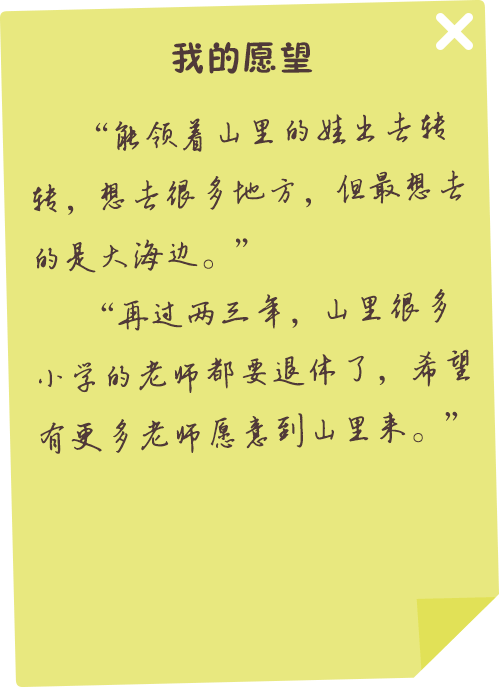 我的愿望
“能领着山里的娃出去转
转，想去很多地方，但最想去
的是大海边。”
“再过两三年，山里很多
小学的老师都要退休了，希望
有更多老师愿意到山里来。”